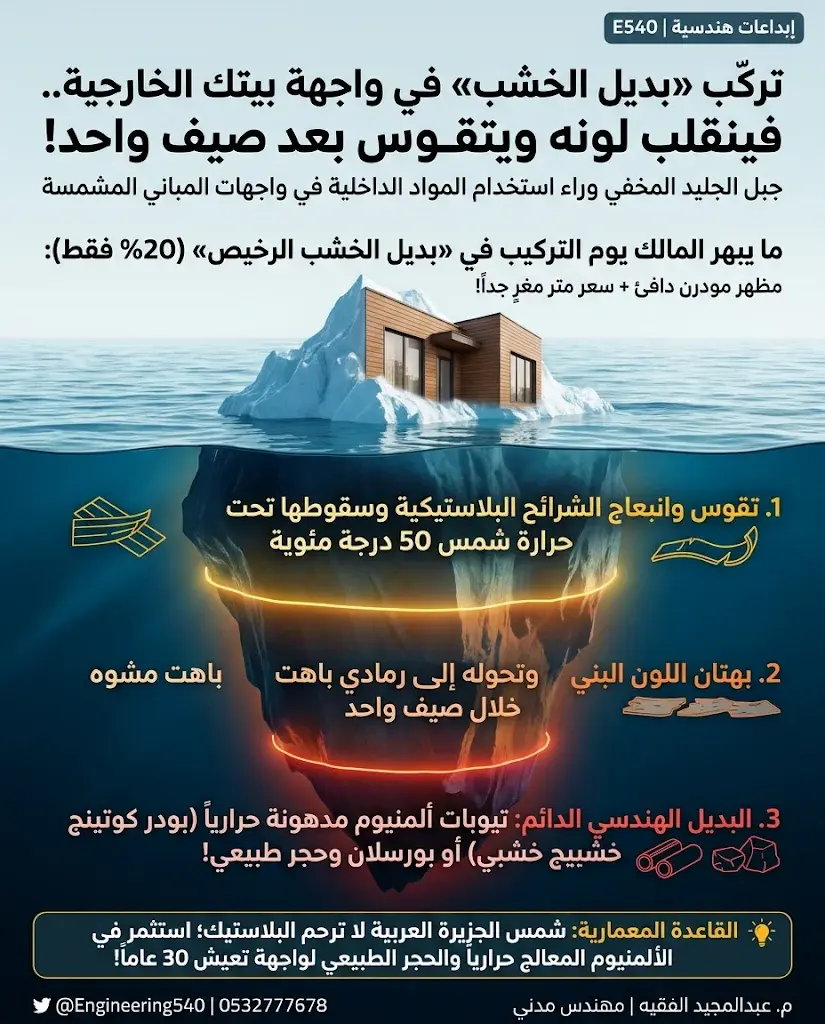 إبداعات هندسية | E540
تركّب «بديل الخشب» في واجهة بيتك الخارجية..
فينقلب لونه ويتقـوس بعد صيف واحد!
جبل الجليد المخفي وراء استخدام المواد الداخلية في واجهات المباني المشمسة
ما يبهر المالك يوم التركيب في «بديل الخشب الرخيص» (20% فقط):
مظهر مودرن دافئ + سعر متر مغرٍ جداً!
1. تقوس وانبعاج الشرائح البلاستيكية وسقوطها تحت
حرارة شمس 50 درجة مئوية
2. بهتان اللون البني وتحوله إلى رمادي باهت باهت مشوه
خلال صيف واحد
3. البديل الهندسي الدائم: تيوبات ألمنيوم مدهونة حرارياً (بودر كوتينج
خشبيج خشبي) أو بورسلان وحجر طبيعي!
القاعدة المعمارية: شمس الجزيرة العربية لا ترحم البلاستيك؛ استثمر في
الألمنيوم المعالج حرارياً والحجر الطبيعي لواجهة تعيش 30 عاماً!
م. عبدالمجيد الفقيه | مهندس مدني
@Engineering540 | 0532777678